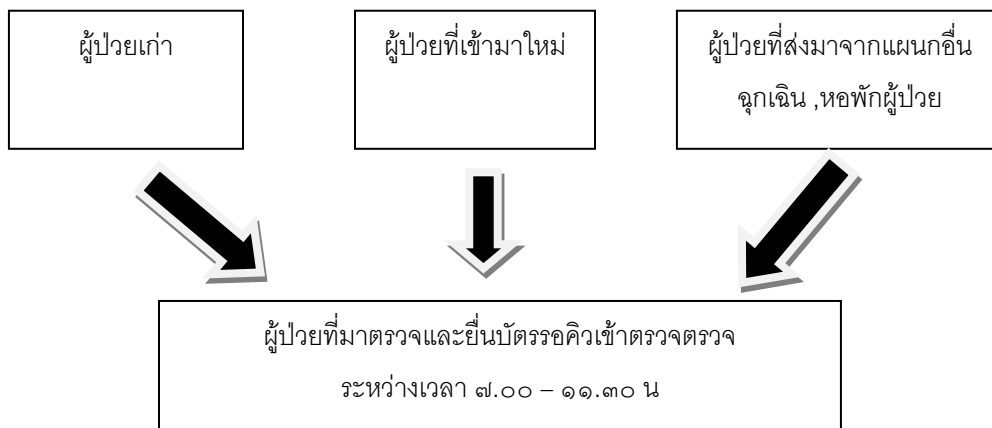 ผู้ป่วยเก่า
ผู้ป่วยที่เข้ามาใหม่
ผู้ป่วยที่ส่งมาจากแผนกอื่น
ฉุกเฉิน ,หอพักผู้ป่วย
ผู้ป่วยที่มาตรวจและยื่นบัตรรอคิวเข้าตรวจตรวจ
ระหว่างเวลา ๗.๐๐ – ๑๑.๓๐ น